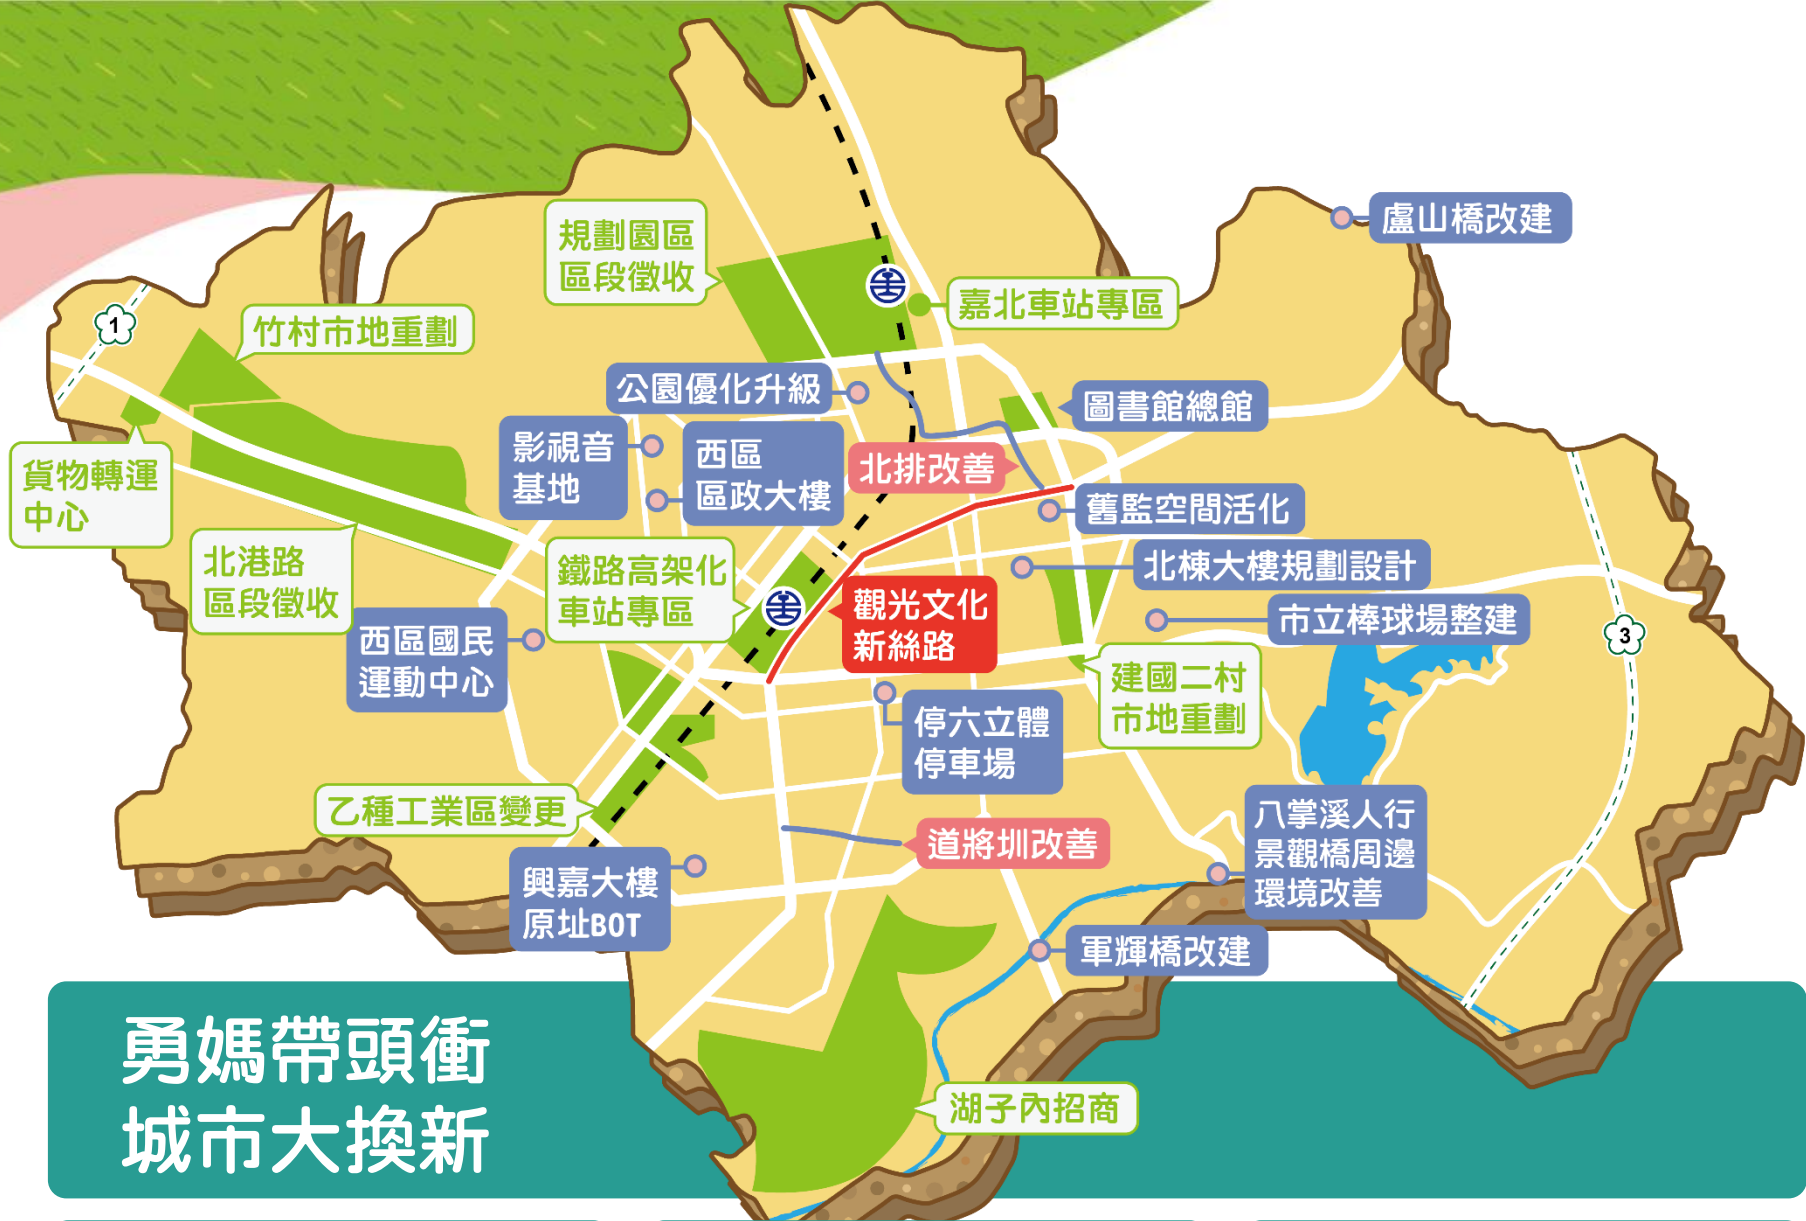 盧山橋改建
規劃園區
區段徵收
嘉北車站專區
1
竹村市地重劃
公園優化升級
圖書館總館
影視音
基地
西區
區政大樓
北排改善
貨物轉運
中心
舊監空間活化
北港路
區段徵收
鐵路高架化
車站專區
北棟大樓規劃設計
觀光文化
新絲路
市立棒球場整建
3
西區國民
運動中心
建國二村
市地重劃
停六立體
停車場
乙種工業區變更
道將圳改善
八掌溪人行
景觀橋周邊
環境改善
興嘉大樓
原址BOT
軍輝橋改建
湖子內招商
勇媽帶頭衝
城市大換新